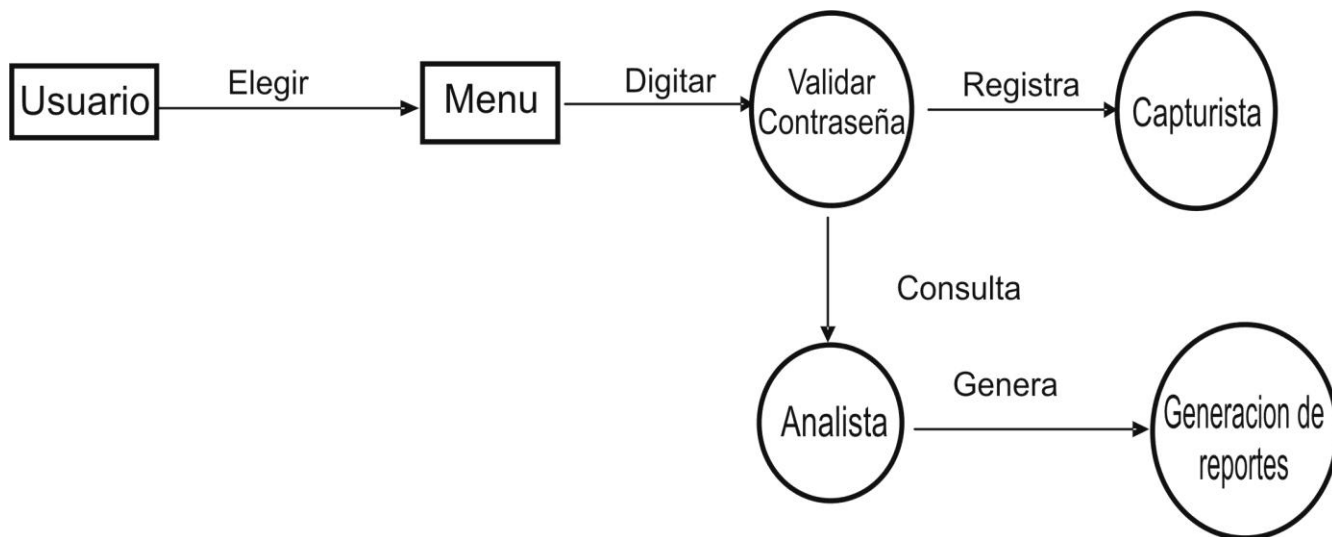 Usuario
Elegir
Menu
Digitar
Validar
Contraseña
Registra
Capturista
Consulta
Analista
Genera
Generacion de
reportes